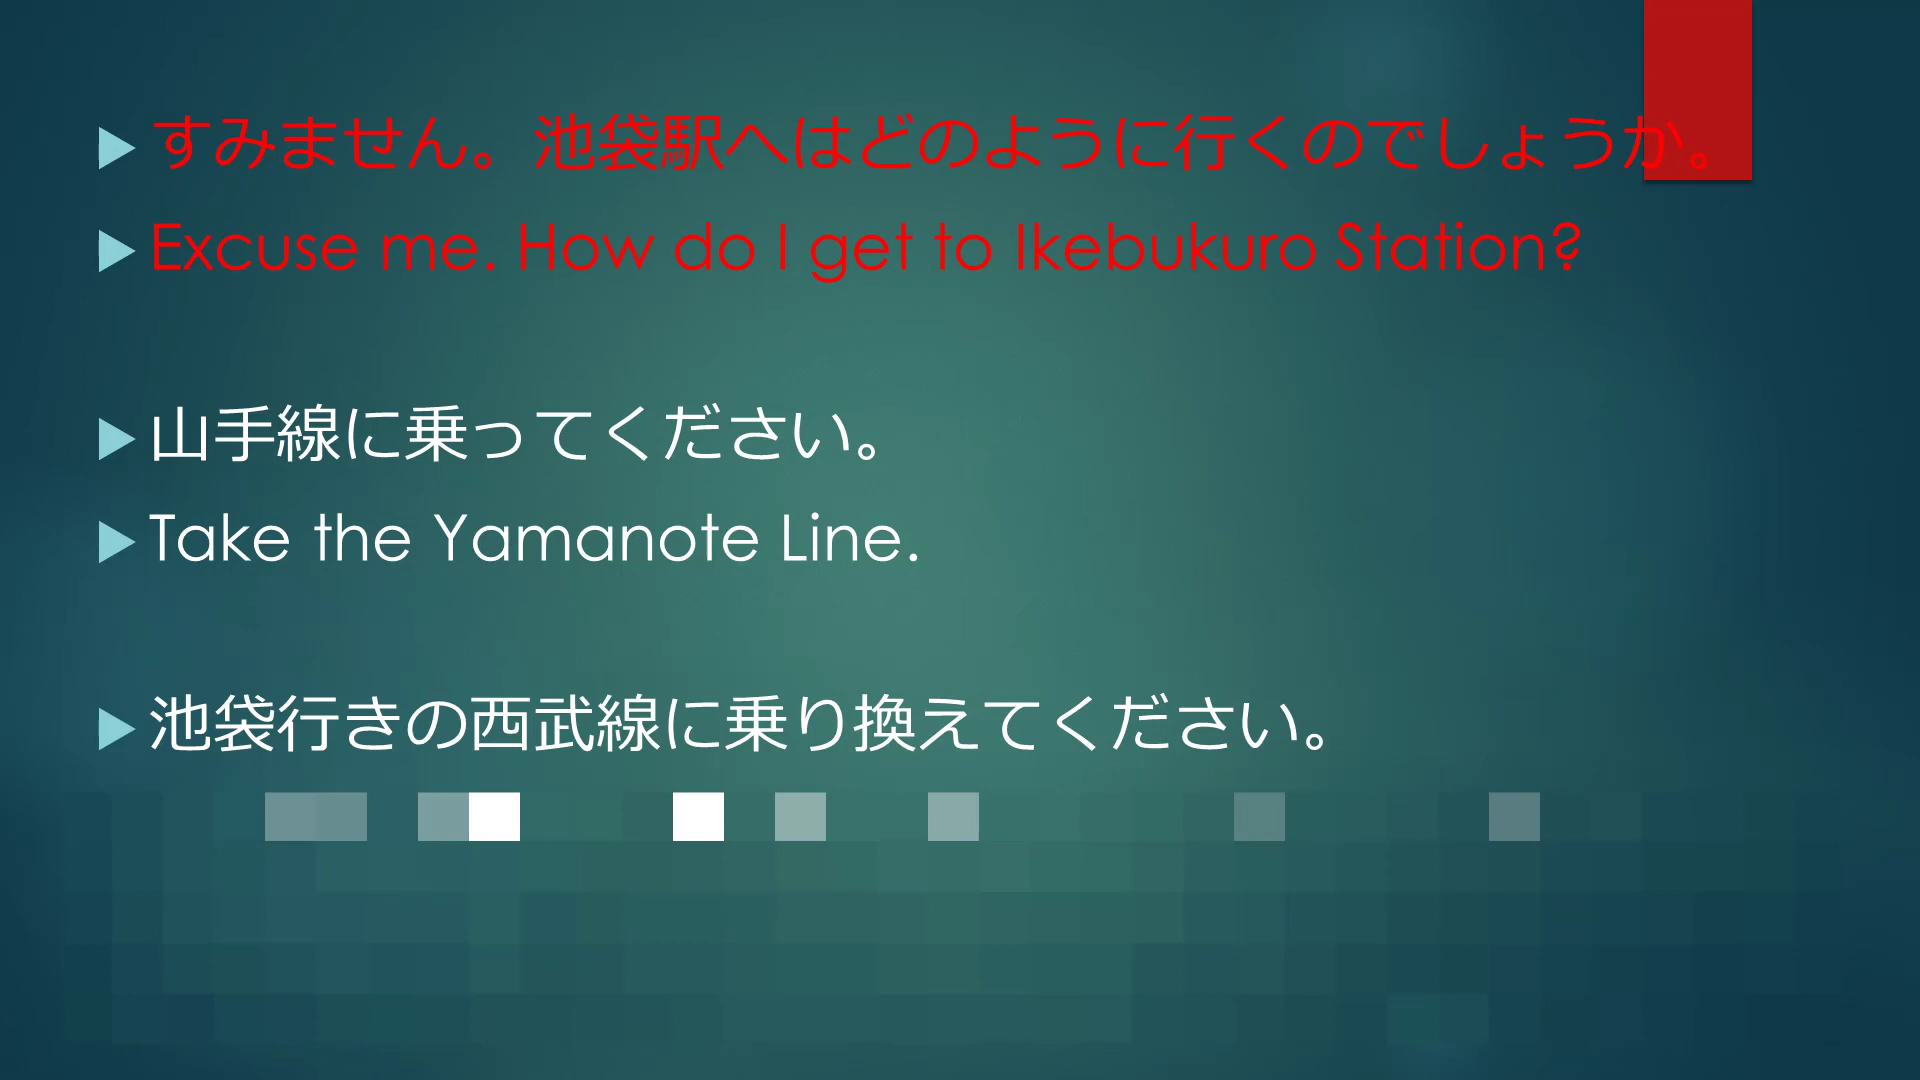 すみません。池袋駅へはどのように行くのでしょうか。
Excuse me. How do I get to Ikebukuro Station?
山手線に乗ってください。
Take the Yamanote Line.
池袋行きの西武線に乗り換えてください。